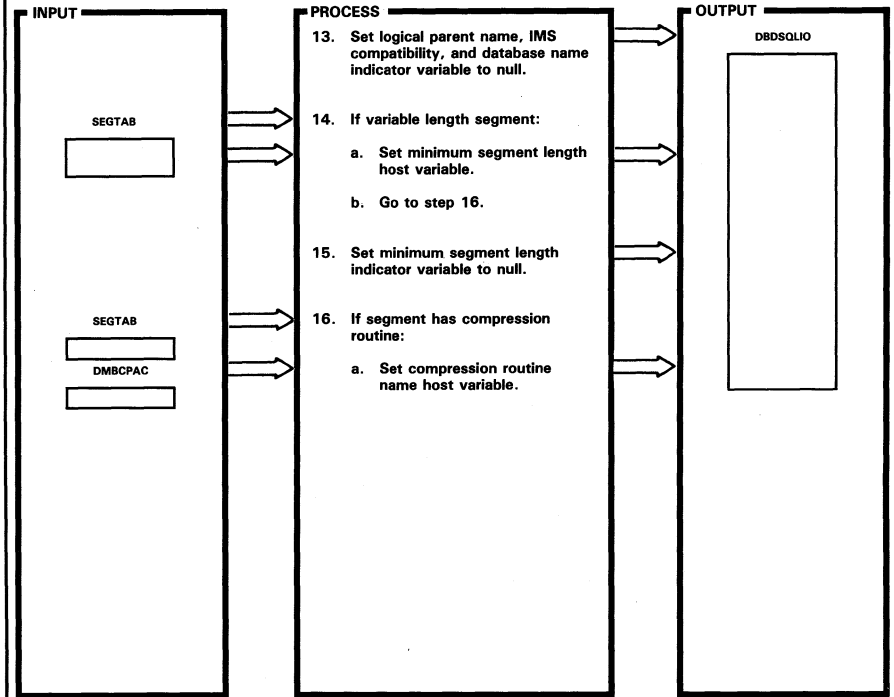 INPUT
PROCESS
OUTPUT
13. Set logical parent name, IMS
compatibility, and database name
indicator variable to null.
DBDSQLIO
SEGTAB
14. If variable length segment:
a. Set minimum segment length
host variable.
b. Go to step 16.
15. Set minimum segment length
indicator variable to null.
SEGTAB
16. If segment has compression
routine:
DMBCPAC
a. Set compression routine
name host variable.